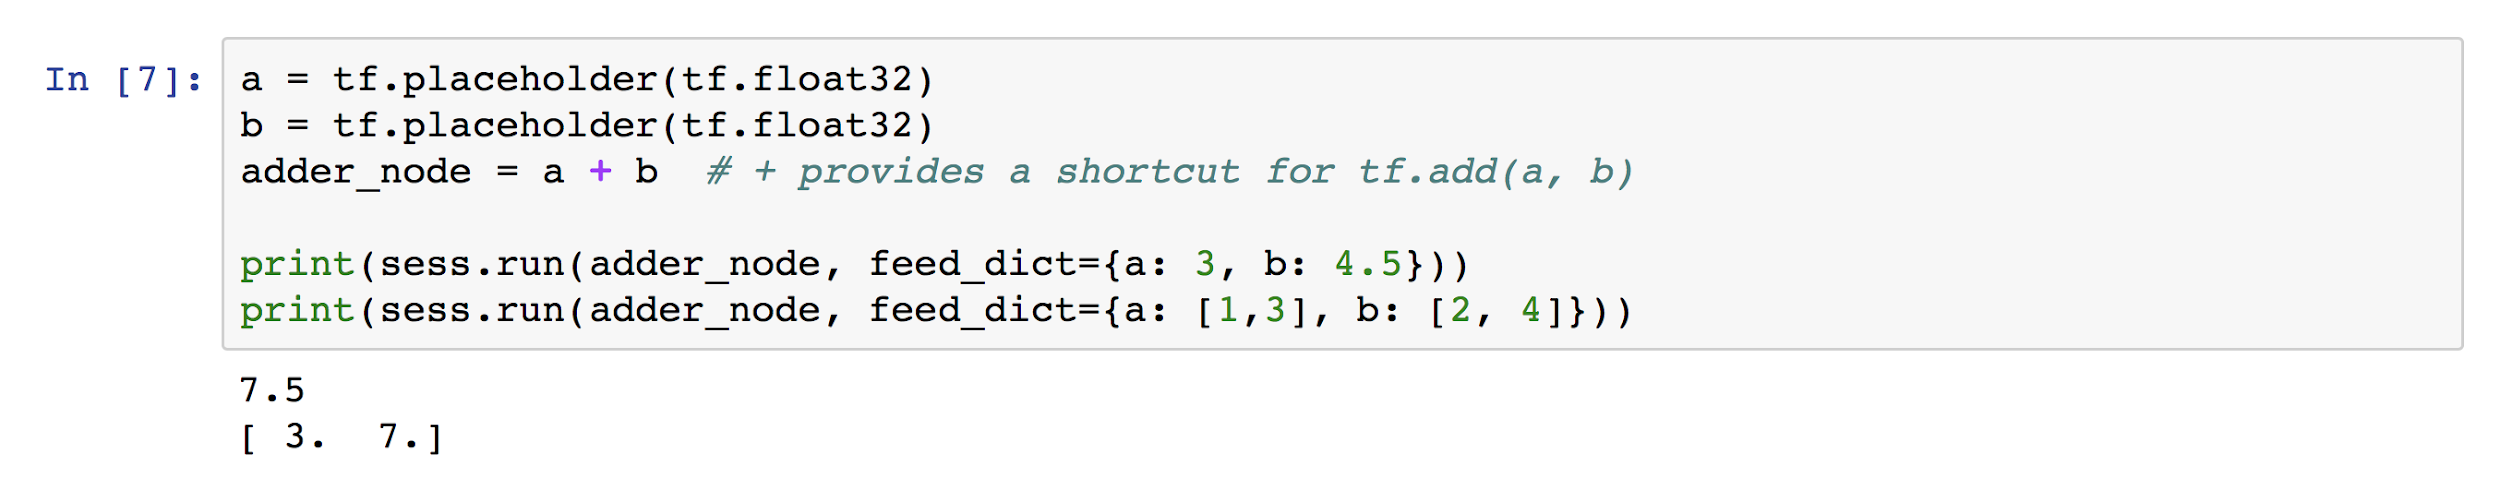 In [7]: a = tf.placeholder(tf.float32)
b = tf.placeholder(tf.float32)
adder_node = a + b  # + provides a shortcut for tf.add(a, b)
print(sess.run(adder_node, feed_dict={a: 3, b: 4.5}))
print(sess.run(adder_node, feed_dict={a: [1,3], b: [2, 4]}))
7.5
[ 3.  7.]